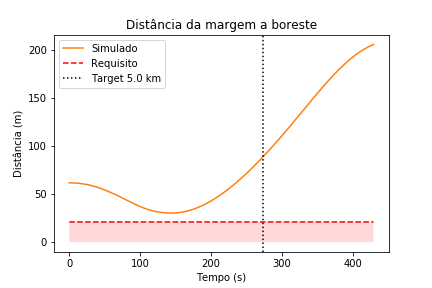 Distância da margem a boreste
Simulado
Requisito
Target 5.0 km
Distância (m)
200
150
100
50
0
0 100 200 300 400
Tempo (s)